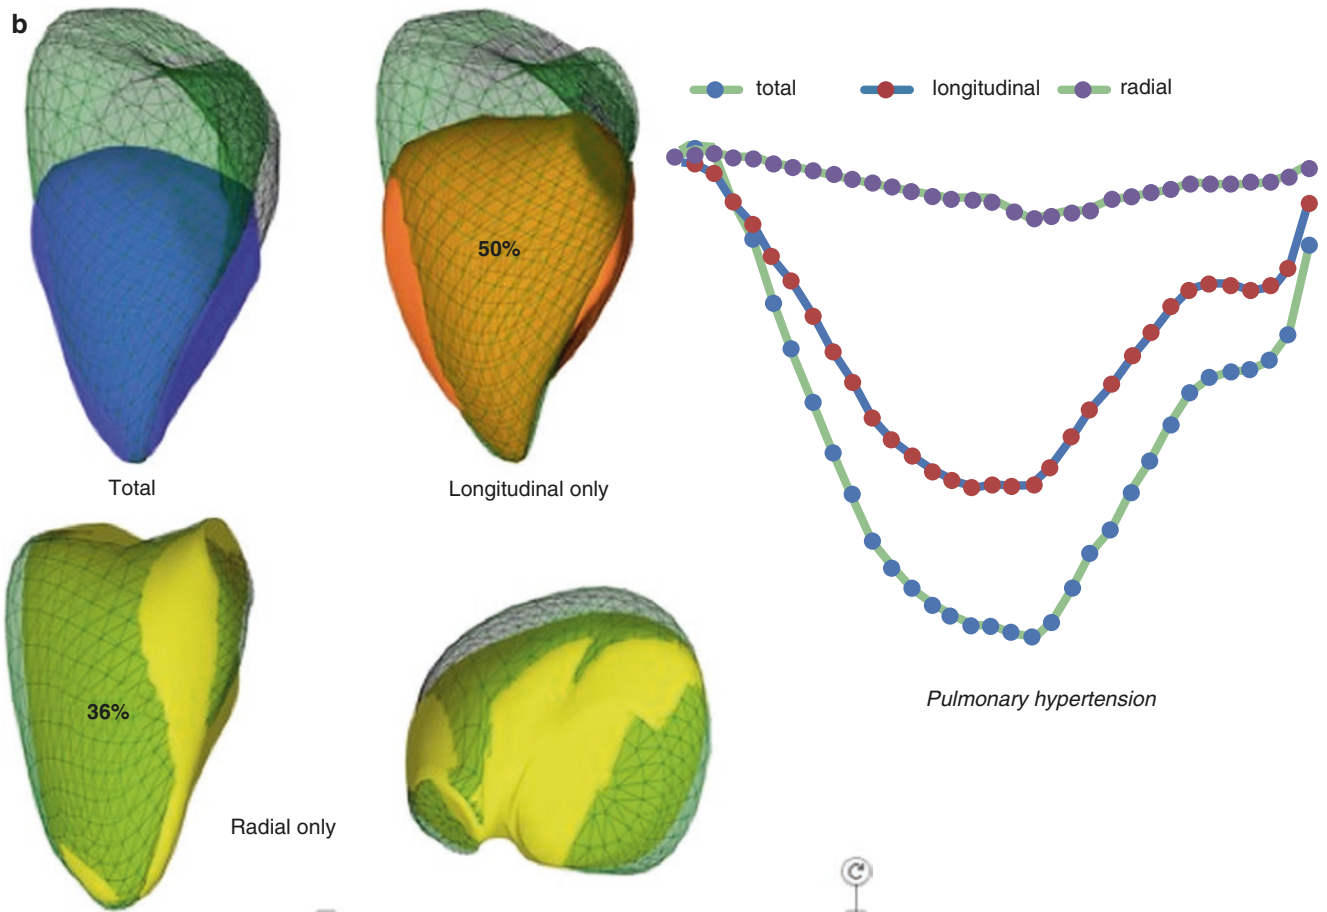 b
total
longitudinal
radial
50%
Total
Longitudinal only
36%
Radial only
Pulmonary hypertension